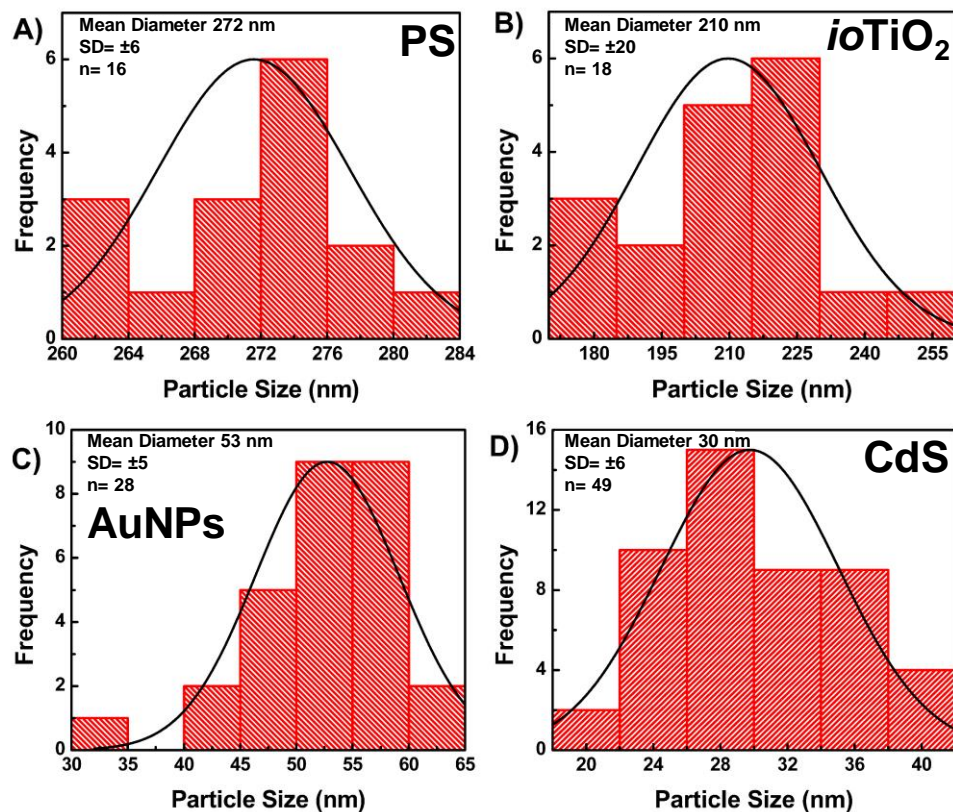 A)
Mean Diameter 272 nm
SD= ±6
n= 16
PS
Frequency
6
4
2
0
260 264 268 272 276 280 284
Particle Size (nm)
B)
Mean Diameter 210 nm
SD= ±20
n= 18
ioTiO₂
Frequency
6
4
2
0
180 195 210 225 240 255
Particle Size (nm)
C)
Mean Diameter 53 nm
SD= ±5
n= 28
AuNPs
Frequency
10
8
6
4
2
0
30 35 40 45 50 55 60 65
Particle Size (nm)
D)
Mean Diameter 30 nm
SD= ±6
n= 49
CdS
Frequency
16
12
8
4
0
20 24 28 32 36 40
Particle Size (nm)